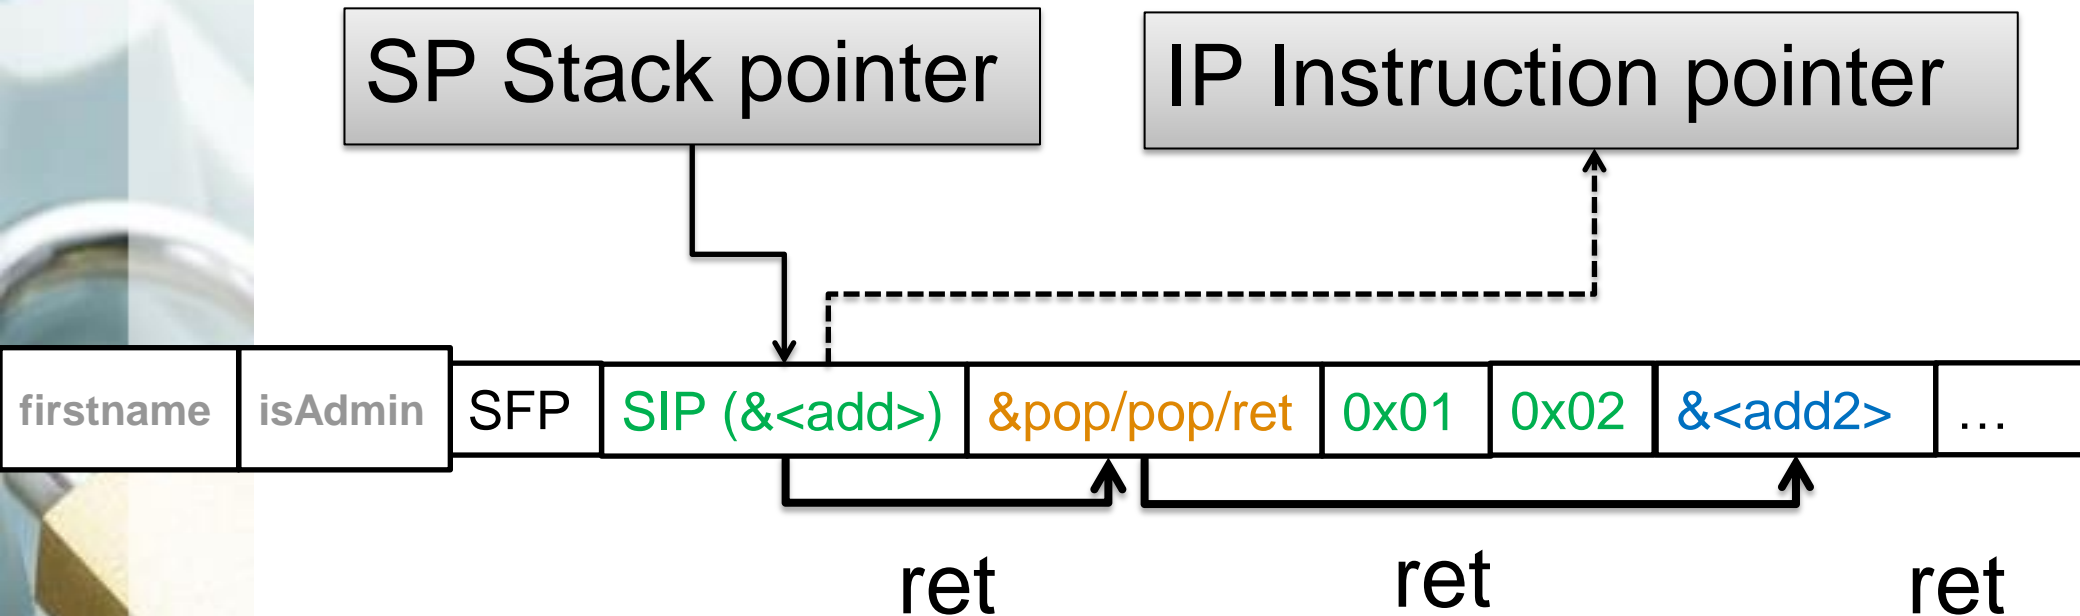 SP Stack pointer
IP Instruction pointer
firstname isAdmin SFP SIP (&<add>) &pop/pop/ret 0x01 0x02 &<add2> ...
ret ret ret